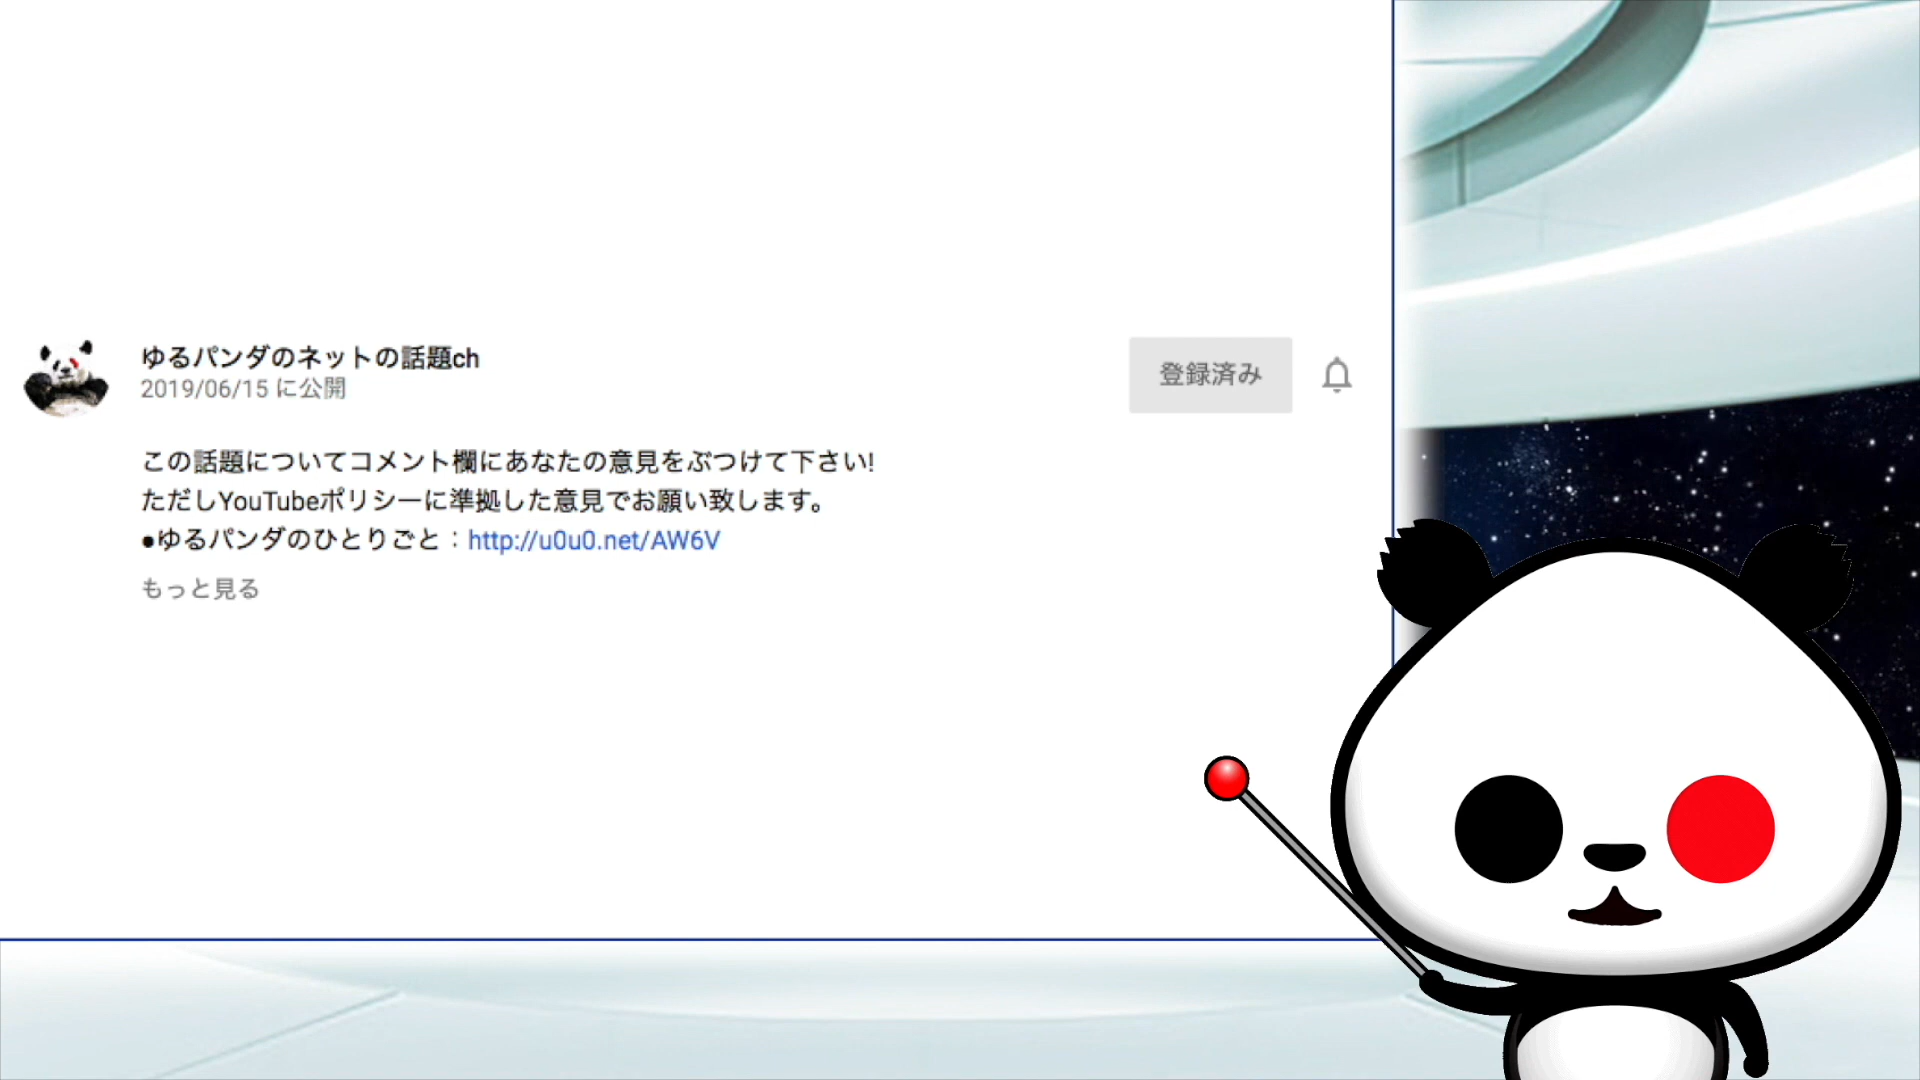 ゆるパンダのネットの話題ch
2019/06/15 に公開
登録済み
この話題についてコメント欄にあなたの意見をぶつけて下さい!
ただしYouTubeポリシーに準拠した意見でお願い致します。
●ゆるパンダのひとりごと：http://u0u0.net/AW6V
もっと見る